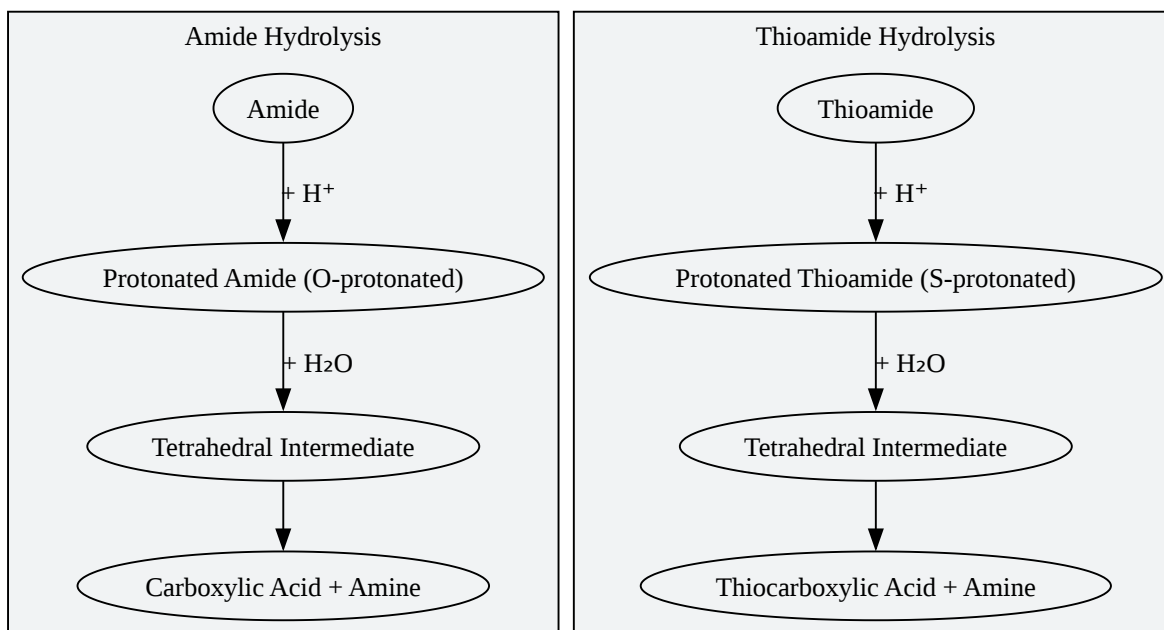 Amide Hydrolysis
Amide
+ H⁺
Protonated Amide (O-protonated)
+ H₂O
Tetrahedral Intermediate
Carboxylic Acid + Amine
Thioamide Hydrolysis
Thioamide
+ H⁺
Protonated Thioamide (S-protonated)
+ H₂O
Tetrahedral Intermediate
Thiocarboxylic Acid + Amine